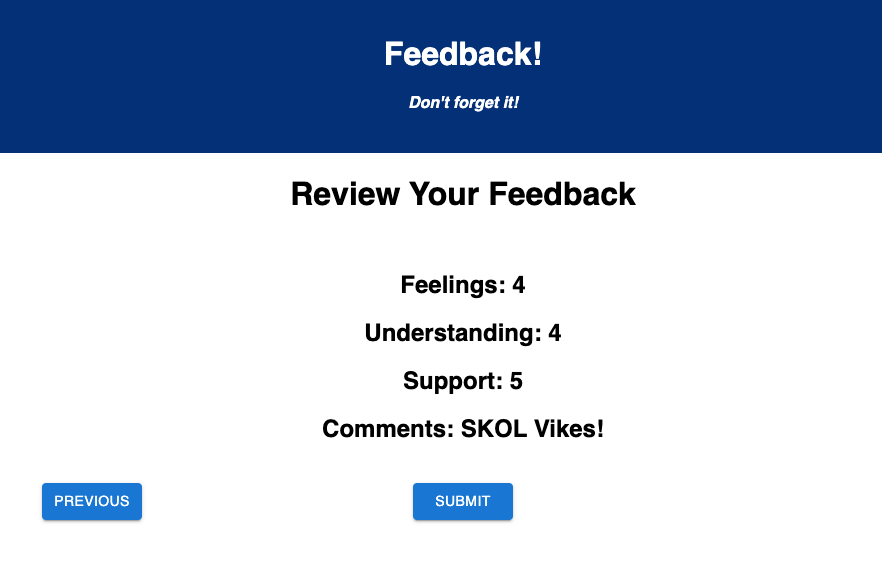 Feedback!
Don't forget it!
Review Your Feedback
Feelings: 4
Understanding: 4
Support: 5
Comments: SKOL Vikes!
PREVIOUS
SUBMIT